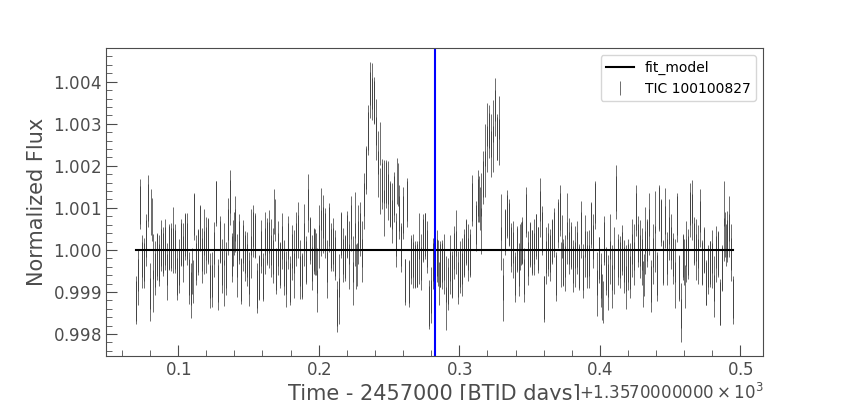 fit_model
TIC 100100827
Normalized Flux
1.004
1.003
1.002
1.001
1.000
0.999
0.998
0.1
0.2
0.3
0.4
0.5
Time - 2457000 [BTJD days]
+1.3570000000 × 10³